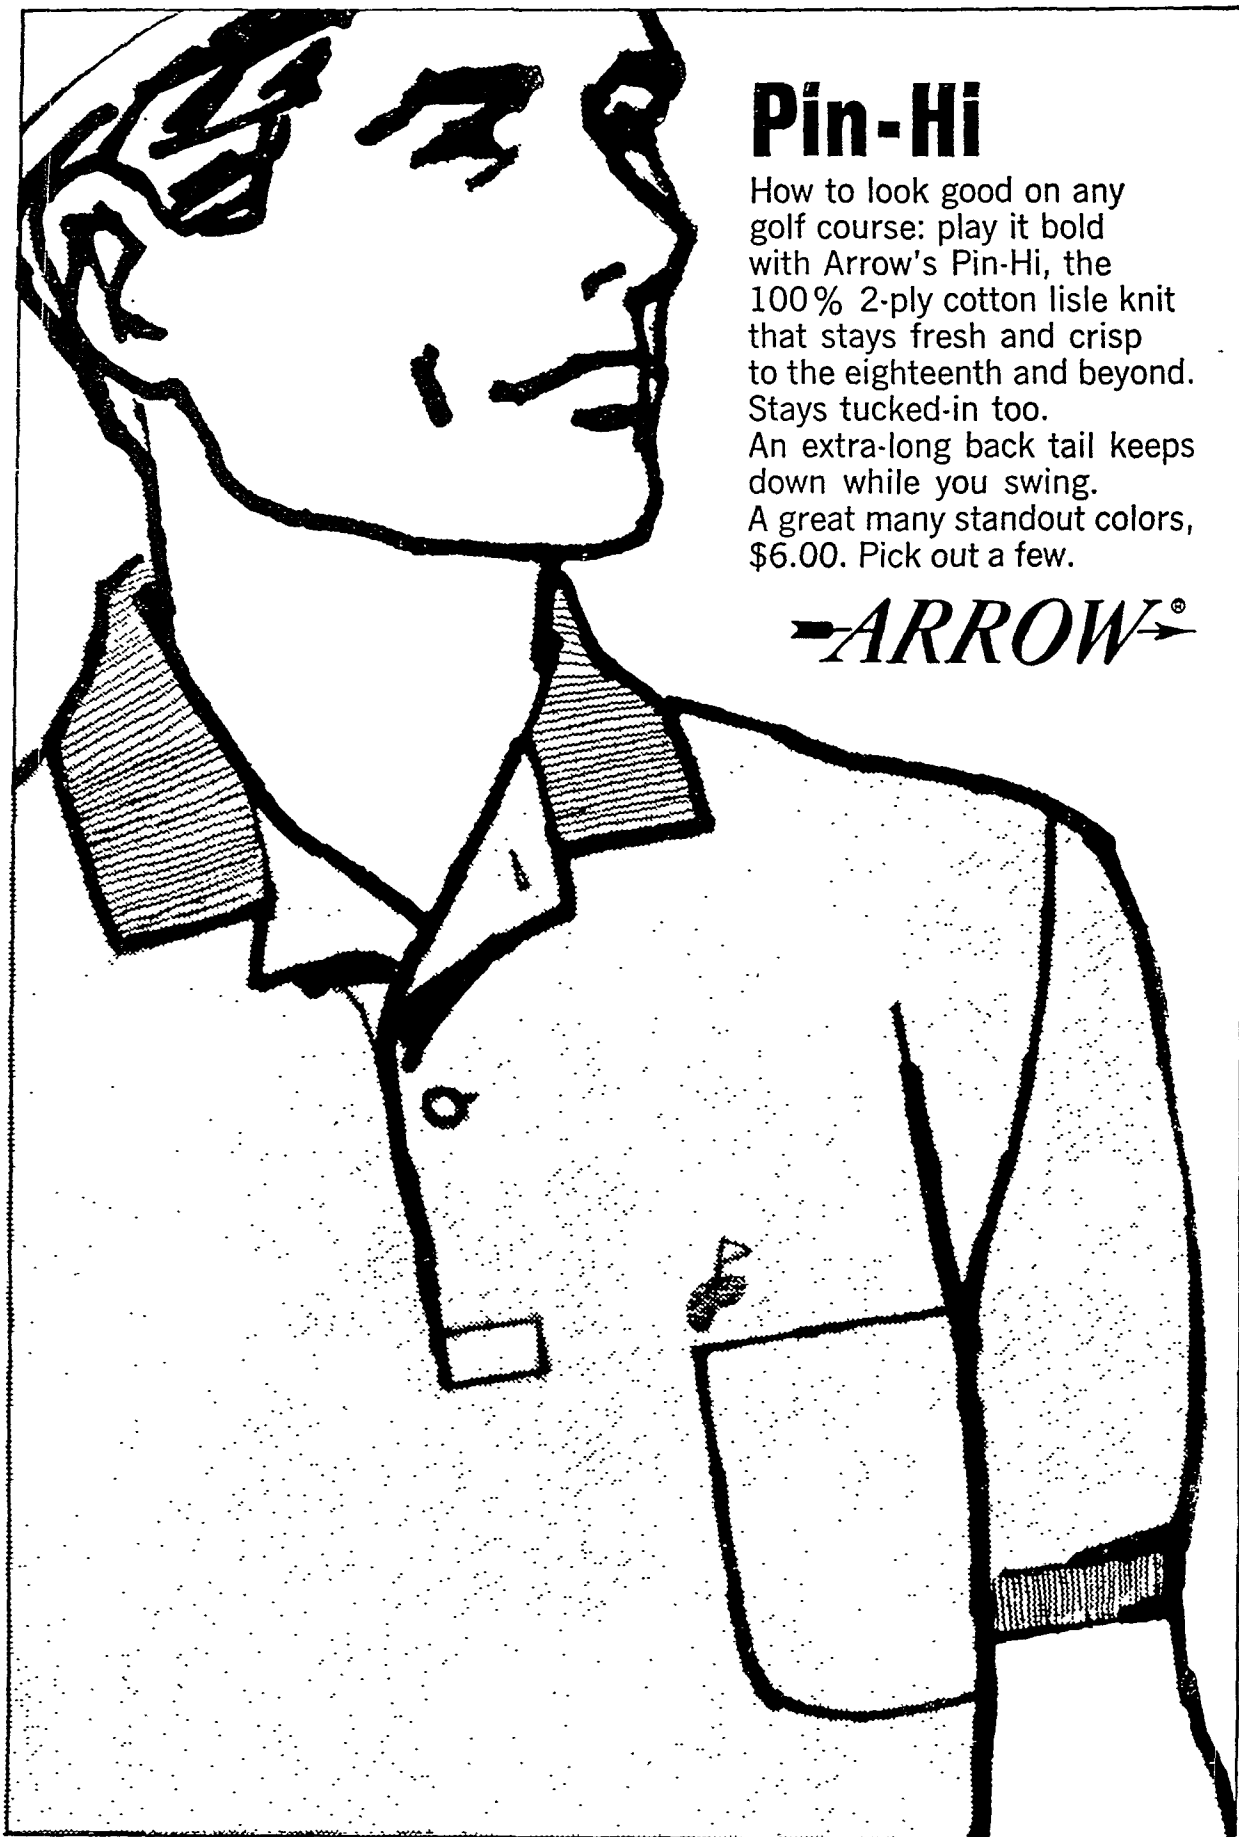 Pin-Hi
How to look good on any
golf course: play it bold
with Arrow's Pin-Hi, the
100% 2-ply cotton lisle knit
that stays fresh and crisp
to the eighteenth and beyond.
Stays tucked-in too.
An extra-long back tail keeps
down while you swing.
A great many standout colors,
$6.00. Pick out a few.
ARROW®